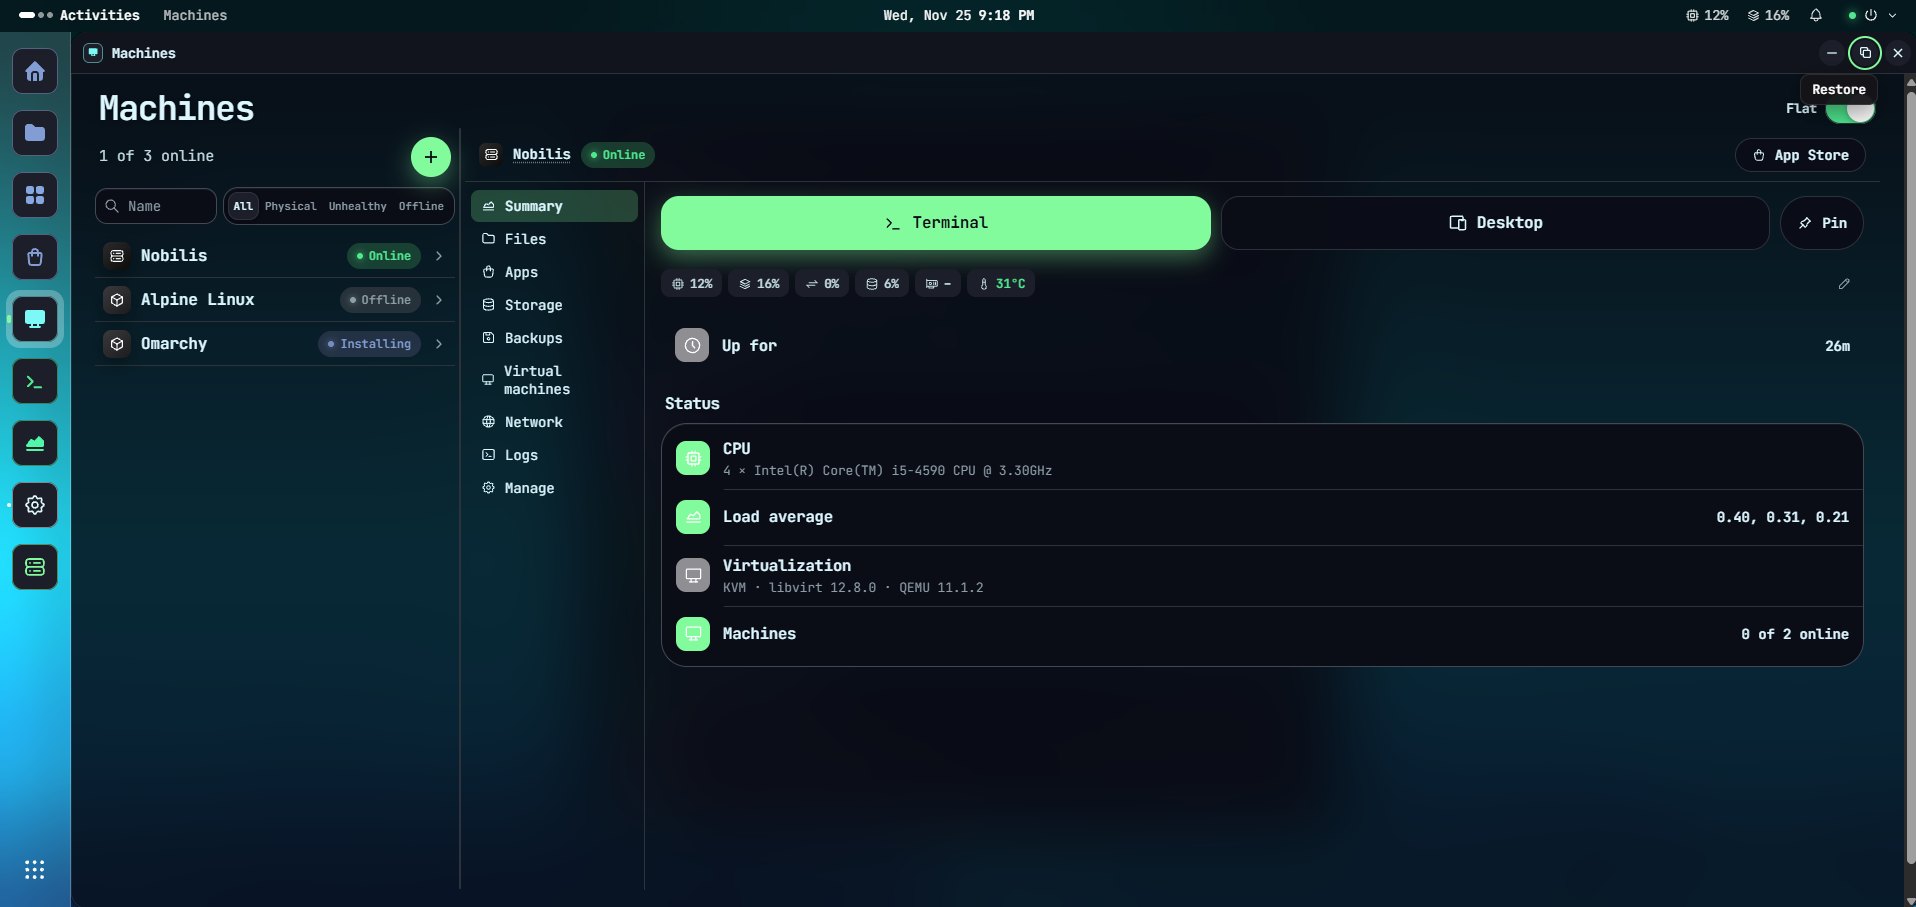 Activities Machines Wed, Nov 25 9:18 PM 12% 16%
Machines
Restore
Machines
Flat
1 of 3 online
+
Nobilis Online
App Store
Name
All Physical Unhealthy Offline
Nobilis Online
Alpine Linux Offline
Omarchy Installing
Summary
Files
Apps
Storage
Backups
Virtual
machines
Network
Logs
Manage
Terminal
Desktop
Pin
12% 16% 0% 6% – 31°C
Up for 26m
Status
CPU
4 × Intel(R) Core(TM) i5-4590 CPU @ 3.30GHz
Load average 0.40, 0.31, 0.21
Virtualization
KVM · libvirt 12.8.0 · QEMU 11.1.2
Machines 0 of 2 online